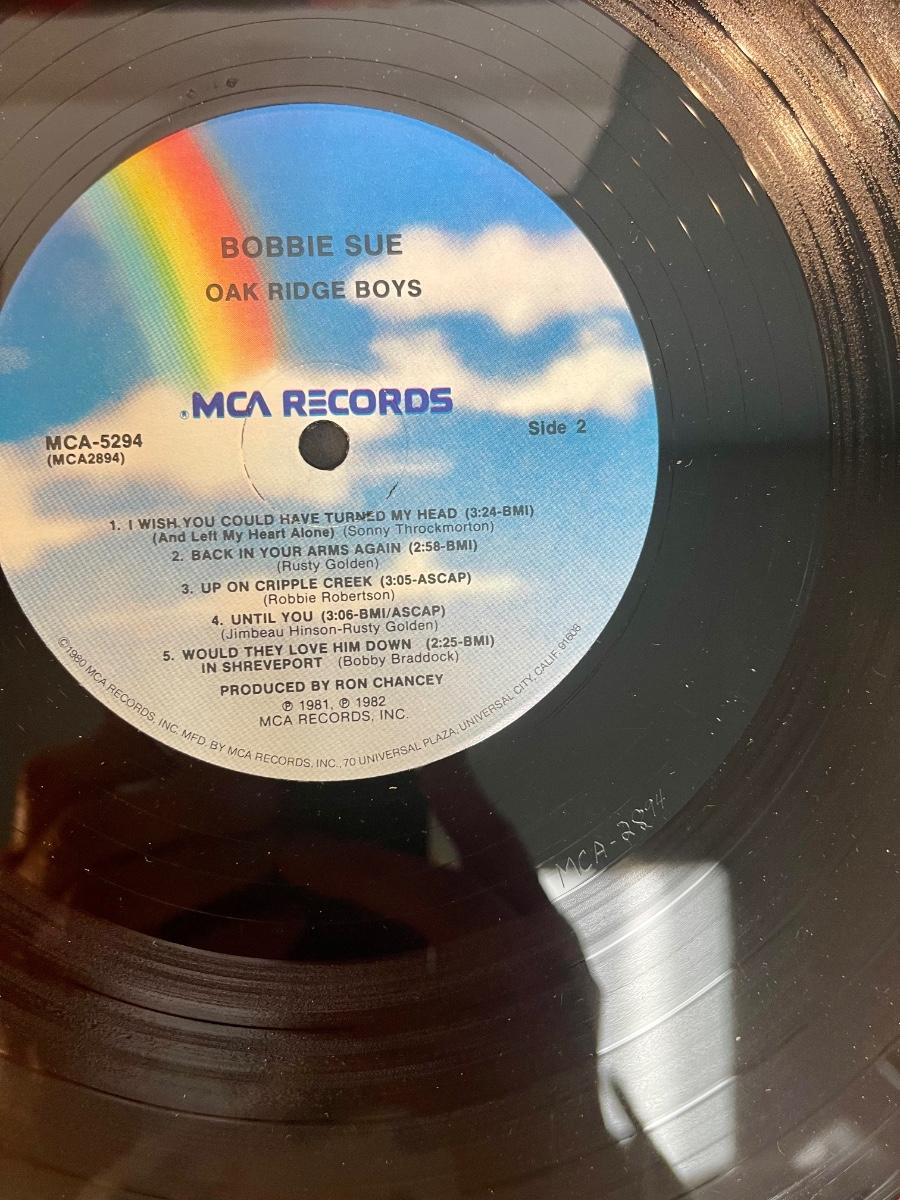 BOBBIE SUE
OAK RIDGE BOYS
® MCA RECORDS
MCA-5294
(MCA2894)
Side 2
1. I WISH YOU COULD HAVE TURNED MY HEAD (3:24-BMI)
(And Left My Heart Alone) (Sonny Throckmorton)
2. BACK IN YOUR ARMS AGAIN (2:58-BMI)
(Rusty Golden)
3. UP ON CRIPPLE CREEK (3:05-ASCAP)
(Robbie Robertson)
4. UNTIL YOU (3:06-BMI/ASCAP)
(Jimbeau Hinson-Rusty Golden)
5. WOULD THEY LOVE HIM DOWN (2:25-BMI)
IN SHREVEPORT (Bobby Braddock)
PRODUCED BY RON CHANCEY
℗ 1981, ℗ 1982
MCA RECORDS, INC.
©1980 MCA RECORDS, INC. MFD. BY MCA RECORDS, INC., 70 UNIVERSAL PLAZA, UNIVERSAL CITY, CALIF. 91608
MCA-2894